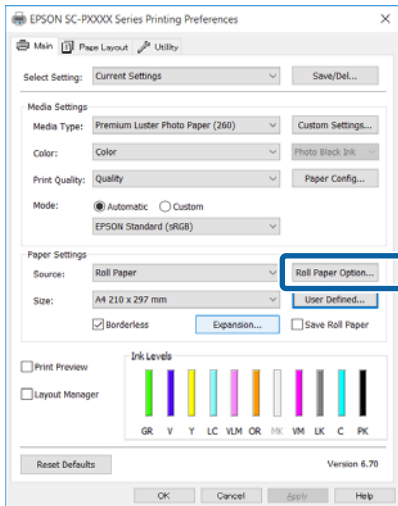 EPSON SC-PXXXX Series Printing Preferences
Main Page Layout Utility
Select Setting: Current Settings Save/Del...
Media Settings
Media Type: Premium Luster Photo Paper (260) Custom Settings...
Color: Color Photo Black Ink
Print Quality: Quality Paper Config...
Mode: Automatic Custom
EPSON Standard (sRGB)
Paper Settings
Source: Roll Paper Roll Paper Option...
Size: A4 210 x 297 mm User Defined...
Borderless Expansion... Save Roll Paper
Print Preview
Layout Manager
Ink Levels
GR V Y LC VLM OR MK VM LK C PK
Reset Defaults Version 6.70
OK Cancel Apply Help